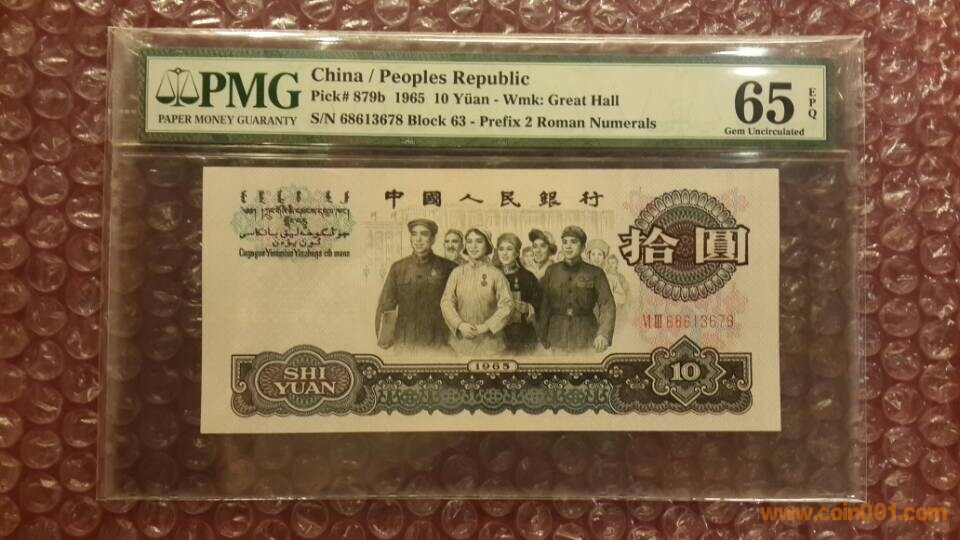 PMG
PAPER MONEY GUARANTY
China / Peoples Republic
Pick# 879b 1965 10 Yüan - Wmk: Great Hall
S/N 68613678 Block 63 - Prefix 2 Roman Numerals
65 EPQ
Gem Uncirculated
中國人民銀行
拾圓
VI III 68613678
1965
SHI
YUAN
10
www.coin001.com